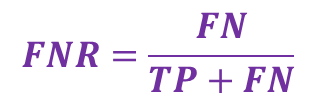 FNR = FN / TP + FN